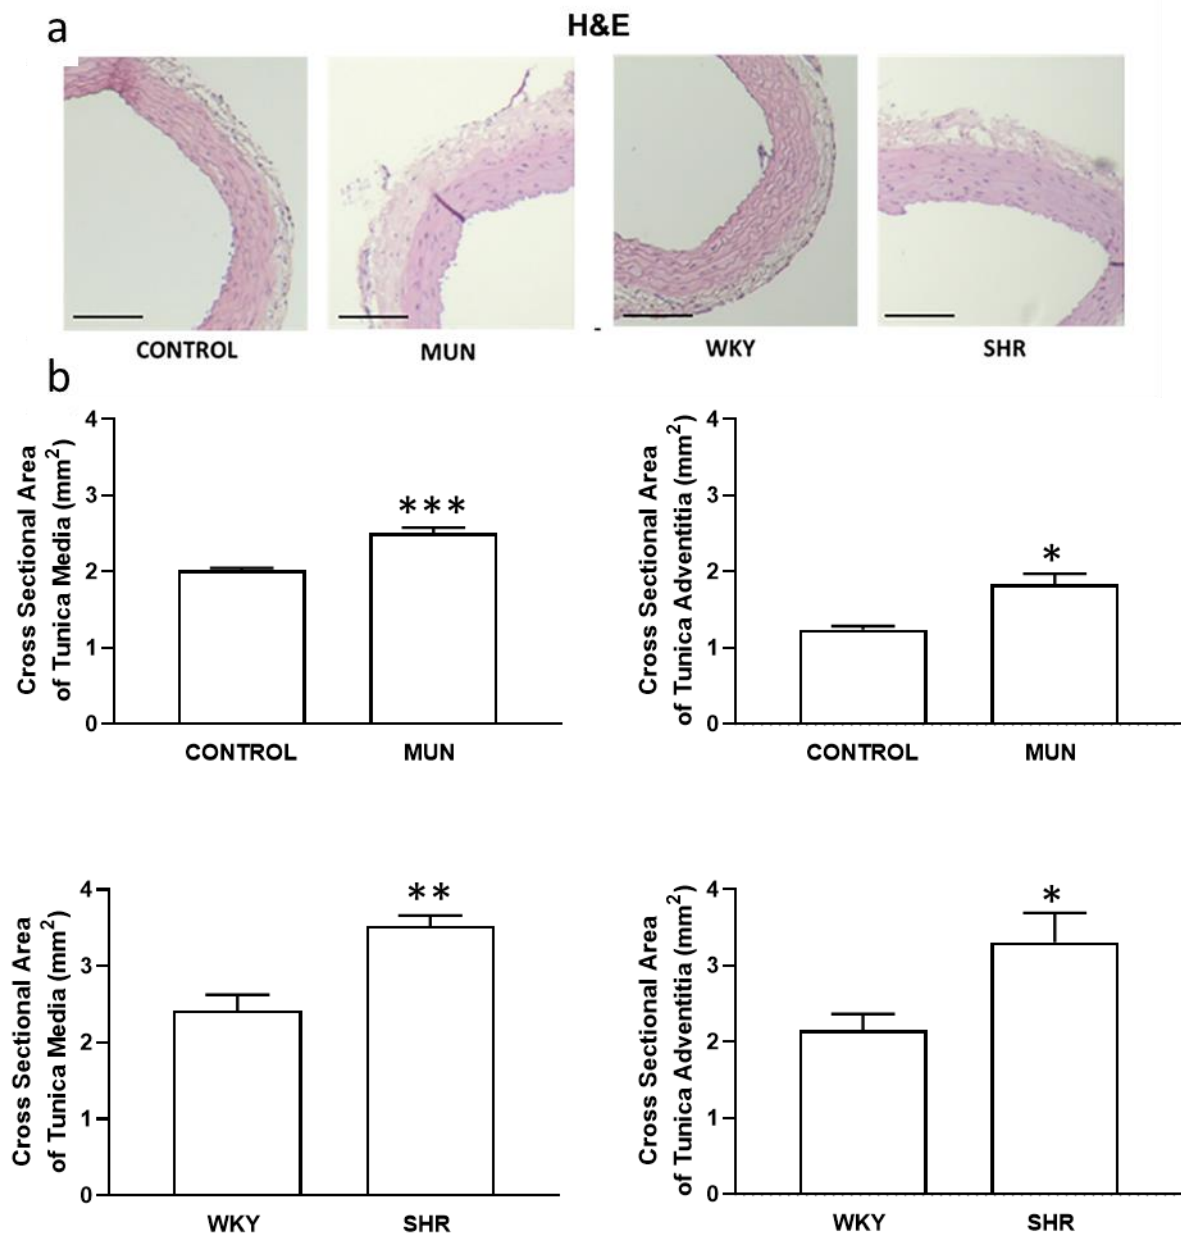 a
H&E
CONTROL
MUN
-
WKY
SHR
b
Cross Sectional Area
of Tunica Media (mm²)
4
3
2
1
0
***
CONTROL
MUN
Cross Sectional Area
of Tunica Adventitia (mm²)
4
3
2
1
0
*
CONTROL
MUN
Cross Sectional Area
of Tunica Media (mm²)
4
3
2
1
0
**
WKY
SHR
Cross Sectional Area
of Tunica Adventitia (mm²)
4
3
2
1
0
*
WKY
SHR